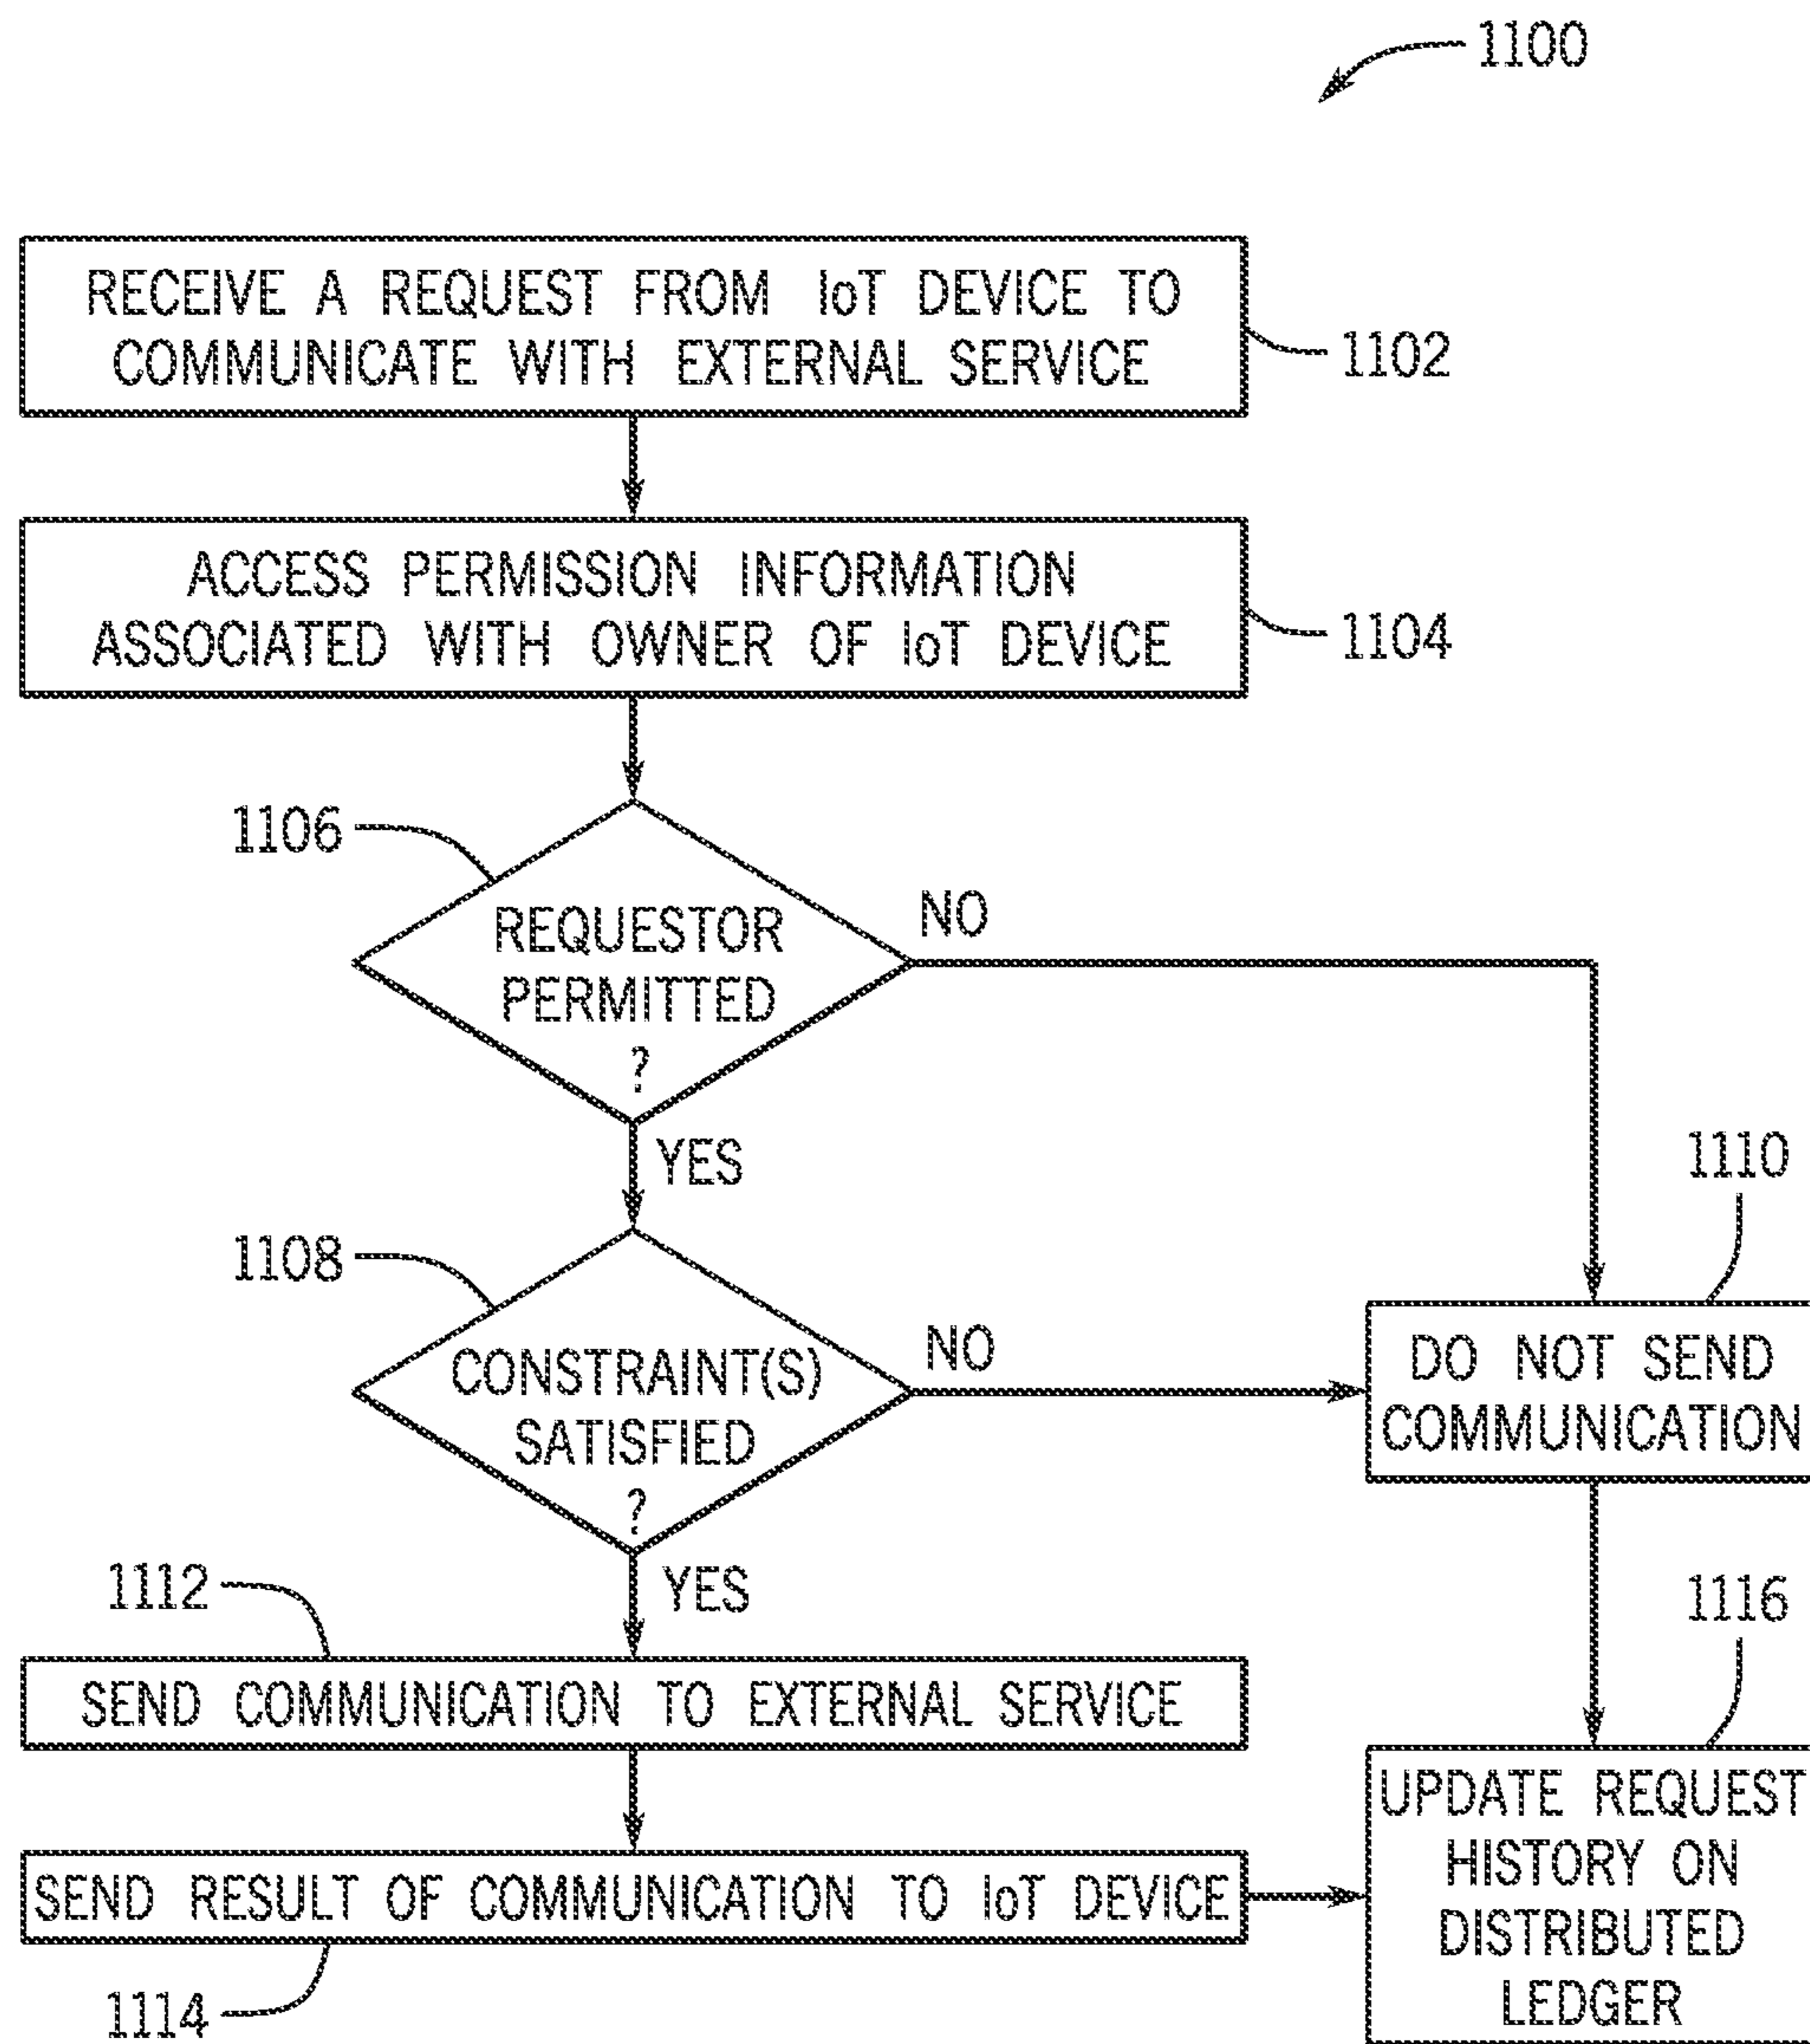 1100
RECEIVE A REQUEST FROM IoT DEVICE TO
COMMUNICATE WITH EXTERNAL SERVICE
1102
ACCESS PERMISSION INFORMATION
ASSOCIATED WITH OWNER OF IoT DEVICE
1104
1106
REQUESTOR
PERMITTED
?
NO
YES
1108
CONSTRAINT(S)
SATISFIED
?
NO
1110
DO NOT SEND
COMMUNICATION
YES
1112
SEND COMMUNICATION TO EXTERNAL SERVICE
SEND RESULT OF COMMUNICATION TO IoT DEVICE
1114
1116
UPDATE REQUEST
HISTORY ON
DISTRIBUTED
LEDGER